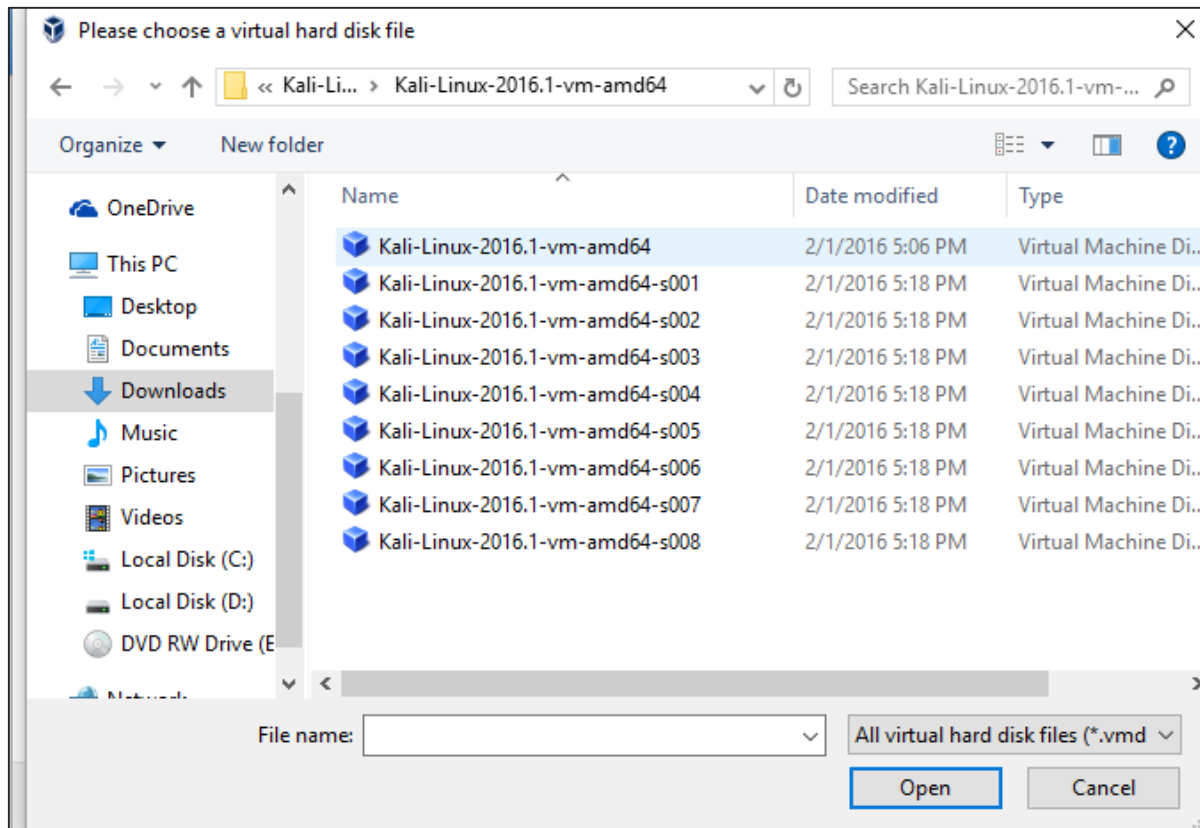 Please choose a virtual hard disk file
« Kali-Li... > Kali-Linux-2016.1-vm-amd64
Search Kali-Linux-2016.1-vm-...
Organize
New folder
OneDrive
This PC
Desktop
Documents
Downloads
Music
Pictures
Videos
Local Disk (C:)
Local Disk (D:)
DVD RW Drive (E
Network
Name Date modified Type
Kali-Linux-2016.1-vm-amd64 2/1/2016 5:06 PM Virtual Machine Di...
Kali-Linux-2016.1-vm-amd64-s001 2/1/2016 5:18 PM Virtual Machine Di...
Kali-Linux-2016.1-vm-amd64-s002 2/1/2016 5:18 PM Virtual Machine Di...
Kali-Linux-2016.1-vm-amd64-s003 2/1/2016 5:18 PM Virtual Machine Di...
Kali-Linux-2016.1-vm-amd64-s004 2/1/2016 5:18 PM Virtual Machine Di...
Kali-Linux-2016.1-vm-amd64-s005 2/1/2016 5:18 PM Virtual Machine Di...
Kali-Linux-2016.1-vm-amd64-s006 2/1/2016 5:18 PM Virtual Machine Di...
Kali-Linux-2016.1-vm-amd64-s007 2/1/2016 5:18 PM Virtual Machine Di...
Kali-Linux-2016.1-vm-amd64-s008 2/1/2016 5:18 PM Virtual Machine Di...
File name:
All virtual hard disk files (*.vmd
Open
Cancel